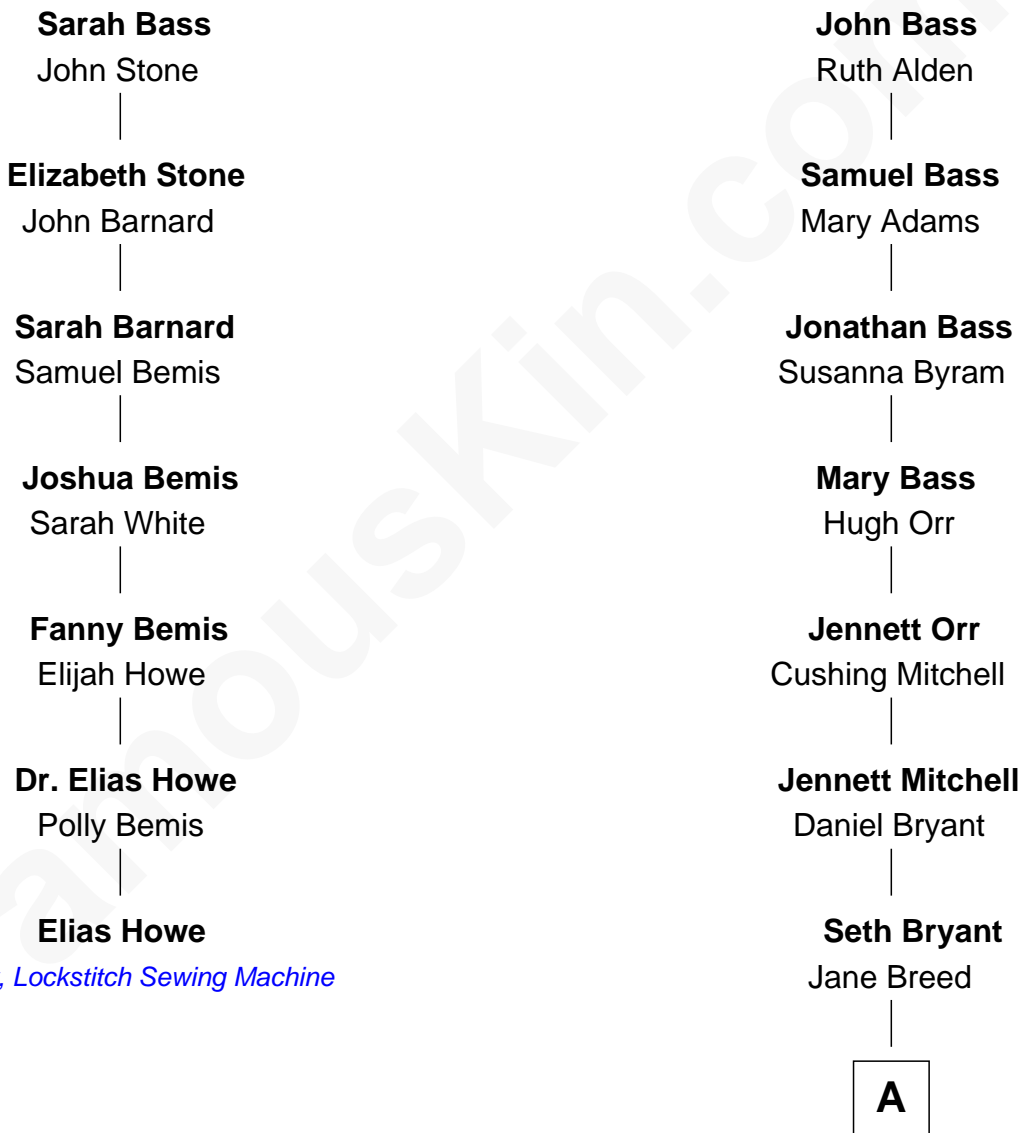 Sarah Bass
John Stone
Elizabeth Stone
John Barnard
Sarah Barnard
Samuel Bemis
Joshua Bemis
Sarah White
Fanny Bemis
Elijah Howe
Dr. Elias Howe
Polly Bemis
Elias Howe
, Lockstitch Sewing Machine
John Bass
Ruth Alden
Samuel Bass
Mary Adams
Jonathan Bass
Susanna Byram
Mary Bass
Hugh Orr
Jennett Orr
Cushing Mitchell
Jennett Mitchell
Daniel Bryant
Seth Bryant
Jane Breed
A
amouskin.com